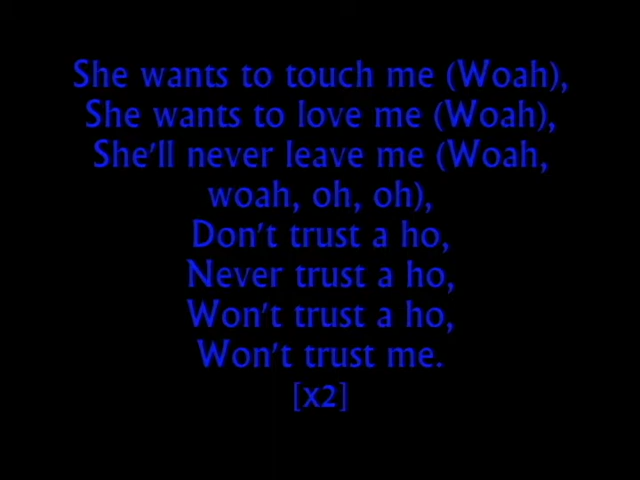 She wants to touch me (Woah),
She wants to love me (Woah),
She'll never leave me (Woah,
woah, oh, oh),
Don't trust a ho,
Never trust a ho,
Won't trust a ho,
Won't trust me.
[x2]